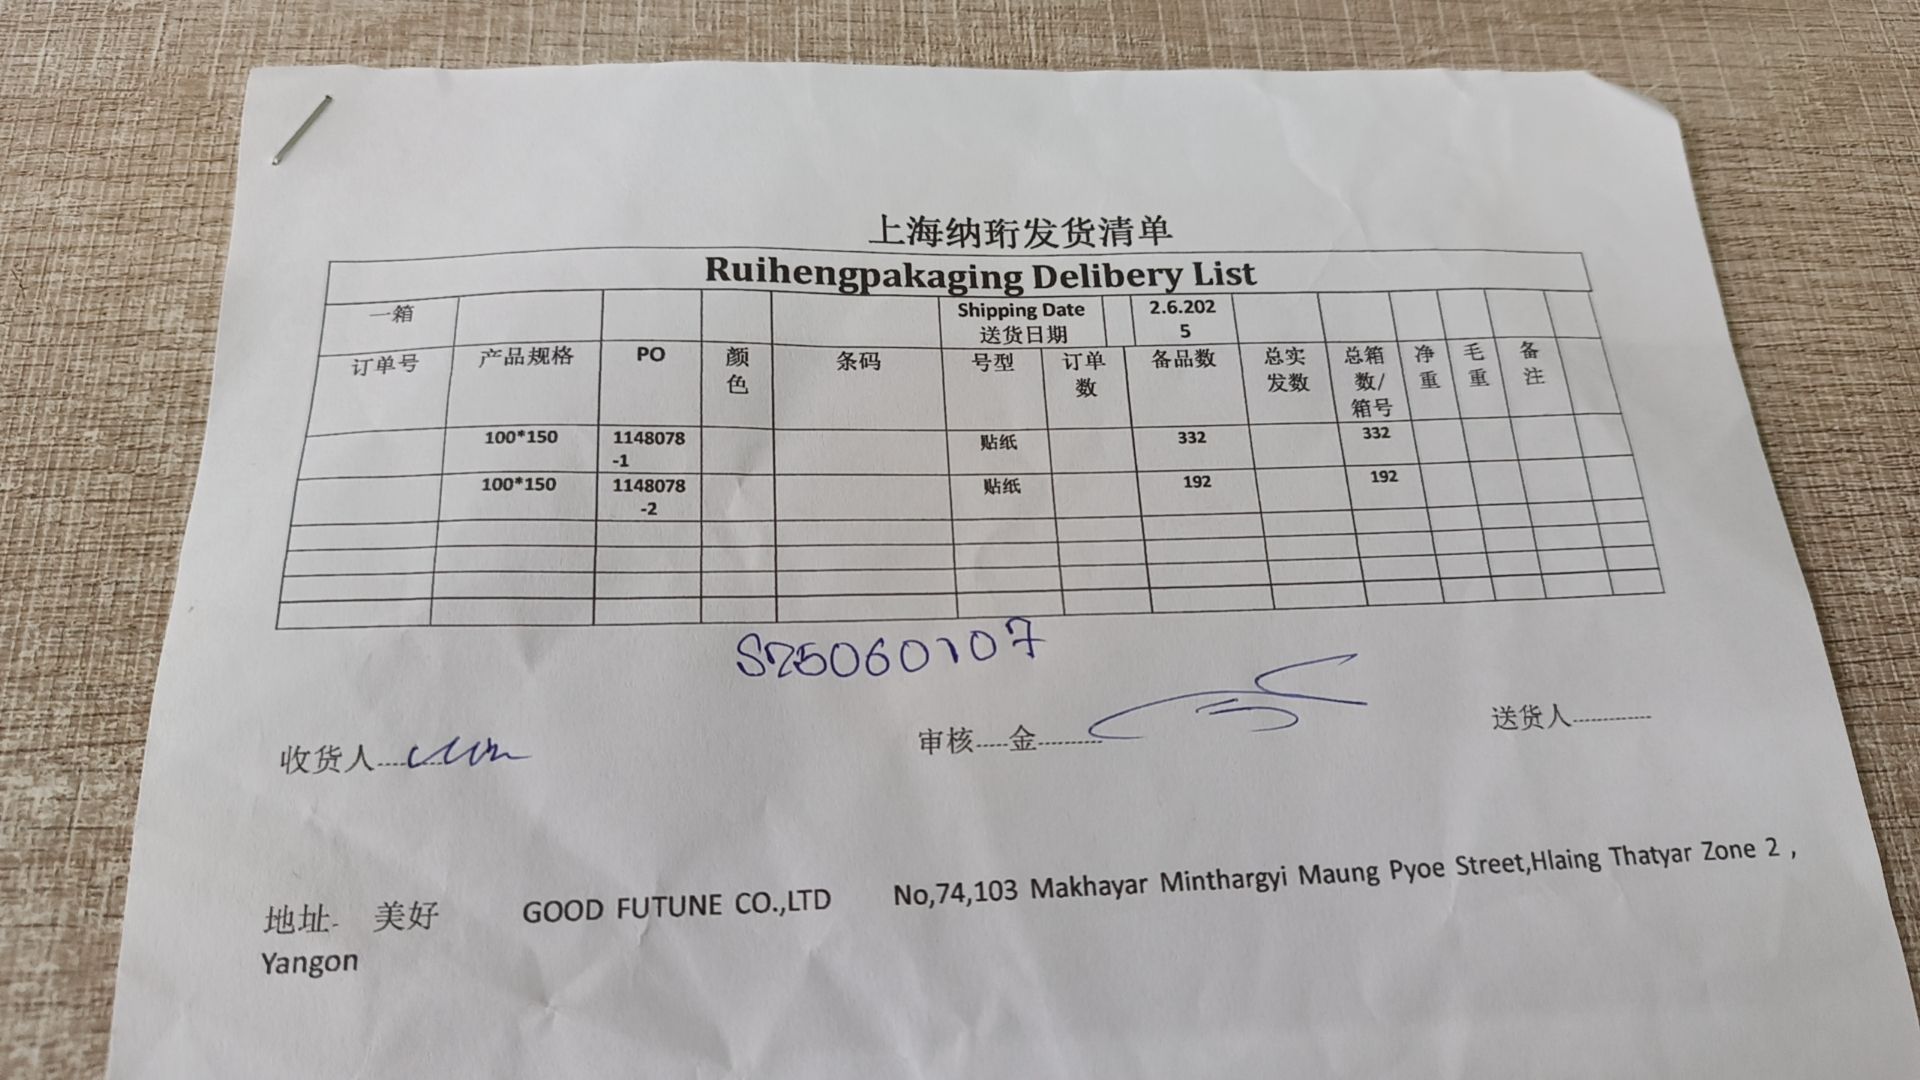 上海纳珩发货清单
Ruihengpakaging Delibery List
一箱 Shipping Date 送货日期 2.6.2025
订单号 产品规格 PO 颜色 条码 号型 订单数 备品数 总实发数 总箱数/箱号 净重 毛重 备注
100*150 1148078-1 贴纸 332 332
100*150 1148078-2 贴纸 192 192
S25060107
收货人 审核.....金 送货人
地址- 美好 GOOD FUTUNE CO.,LTD No,74,103 Makhayar Minthargyi Maung Pyoe Street,Hlaing Thatyar Zone 2 ,
Yangon